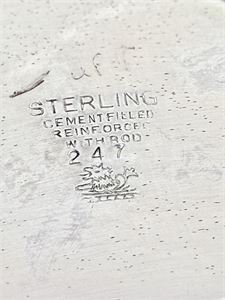 STERLING
CEMENT FILLED
REINFORCED
WITH ROD
247